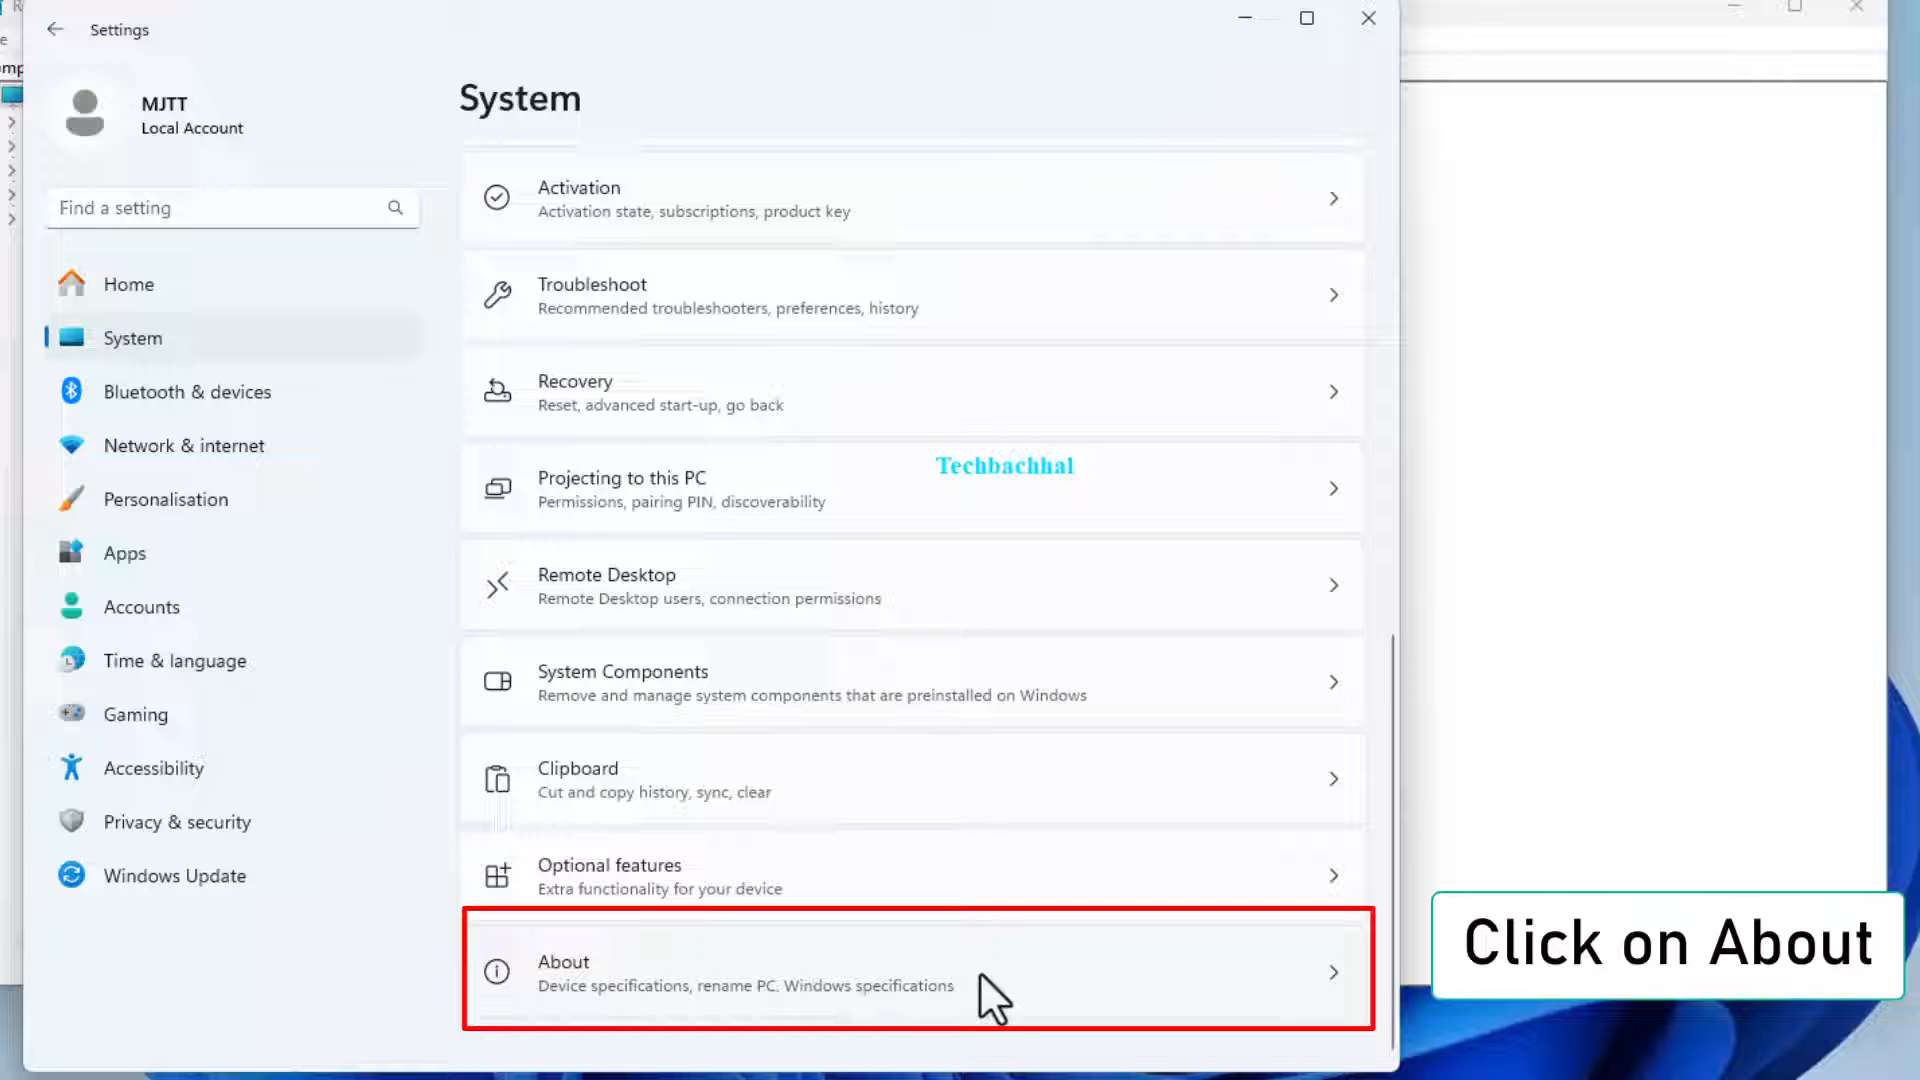 Settings
MJTT
Local Account
Find a setting
Home
System
Bluetooth & devices
Network & internet
Personalisation
Apps
Accounts
Time & language
Gaming
Accessibility
Privacy & security
Windows Update
System
Activation
Activation state, subscriptions, product key
Troubleshoot
Recommended troubleshooters, preferences, history
Recovery
Reset, advanced start-up, go back
Techbachhal
Projecting to this PC
Permissions, pairing PIN, discoverability
Remote Desktop
Remote Desktop users, connection permissions
System Components
Remove and manage system components that are preinstalled on Windows
Clipboard
Cut and copy history, sync, clear
Optional features
Extra functionality for your device
About
Device specifications, rename PC. Windows specifications
Click on About